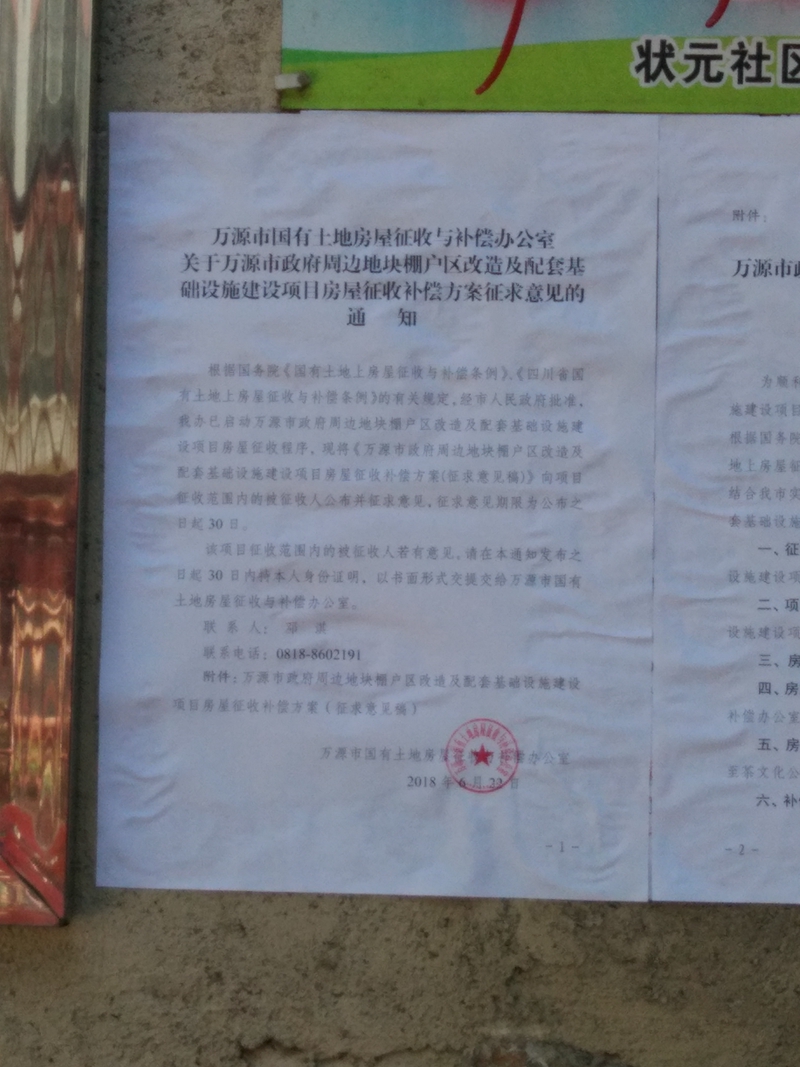 状元社区
万源市国有土地房屋征收与补偿办公室
关于万源市政府周边地块棚户区改造及配套基
础设施建设项目房屋征收补偿方案征求意见的
通 知
根据国务院《国有土地上房屋征收与补偿条例》、《四川省国
有土地上房屋征收与补偿条例》的有关规定，经市人民政府批准，
我办已启动万源市政府周边地块棚户区改造及配套基础设施建
设项目房屋征收程序，现将《万源市政府周边地块棚户区改造及
配套基础设施建设项目房屋征收补偿方案(征求意见稿)》向项目
征收范围内的被征收人公布并征求意见，征求意见期限为公布之
日起 30 日。
该项目征收范围内的被征收人若有意见，请在本通知发布之
日起 30 日内持本人身份证明，以书面形式交提交给万源市国有
土地房屋征收与补偿办公室。
联 系 人：
联系电话：0818-8602191
附件：万源市政府周边地块棚户区改造及配套基础设施建设
项目房屋征收补偿方案（征求意见稿）
万源市国有土地房屋征收与补偿办公室
2018 年 6 月 22 日
- 1 -
附件：
万源市政
为顺利
施建设项目
根据国务院
地上房屋征
结合我市实
套基础设施
一、征
设施建设项
二、项
设施建设项
三、房
四、房
补偿办公室
五、房
至茶文化公
六、补
- 2 -